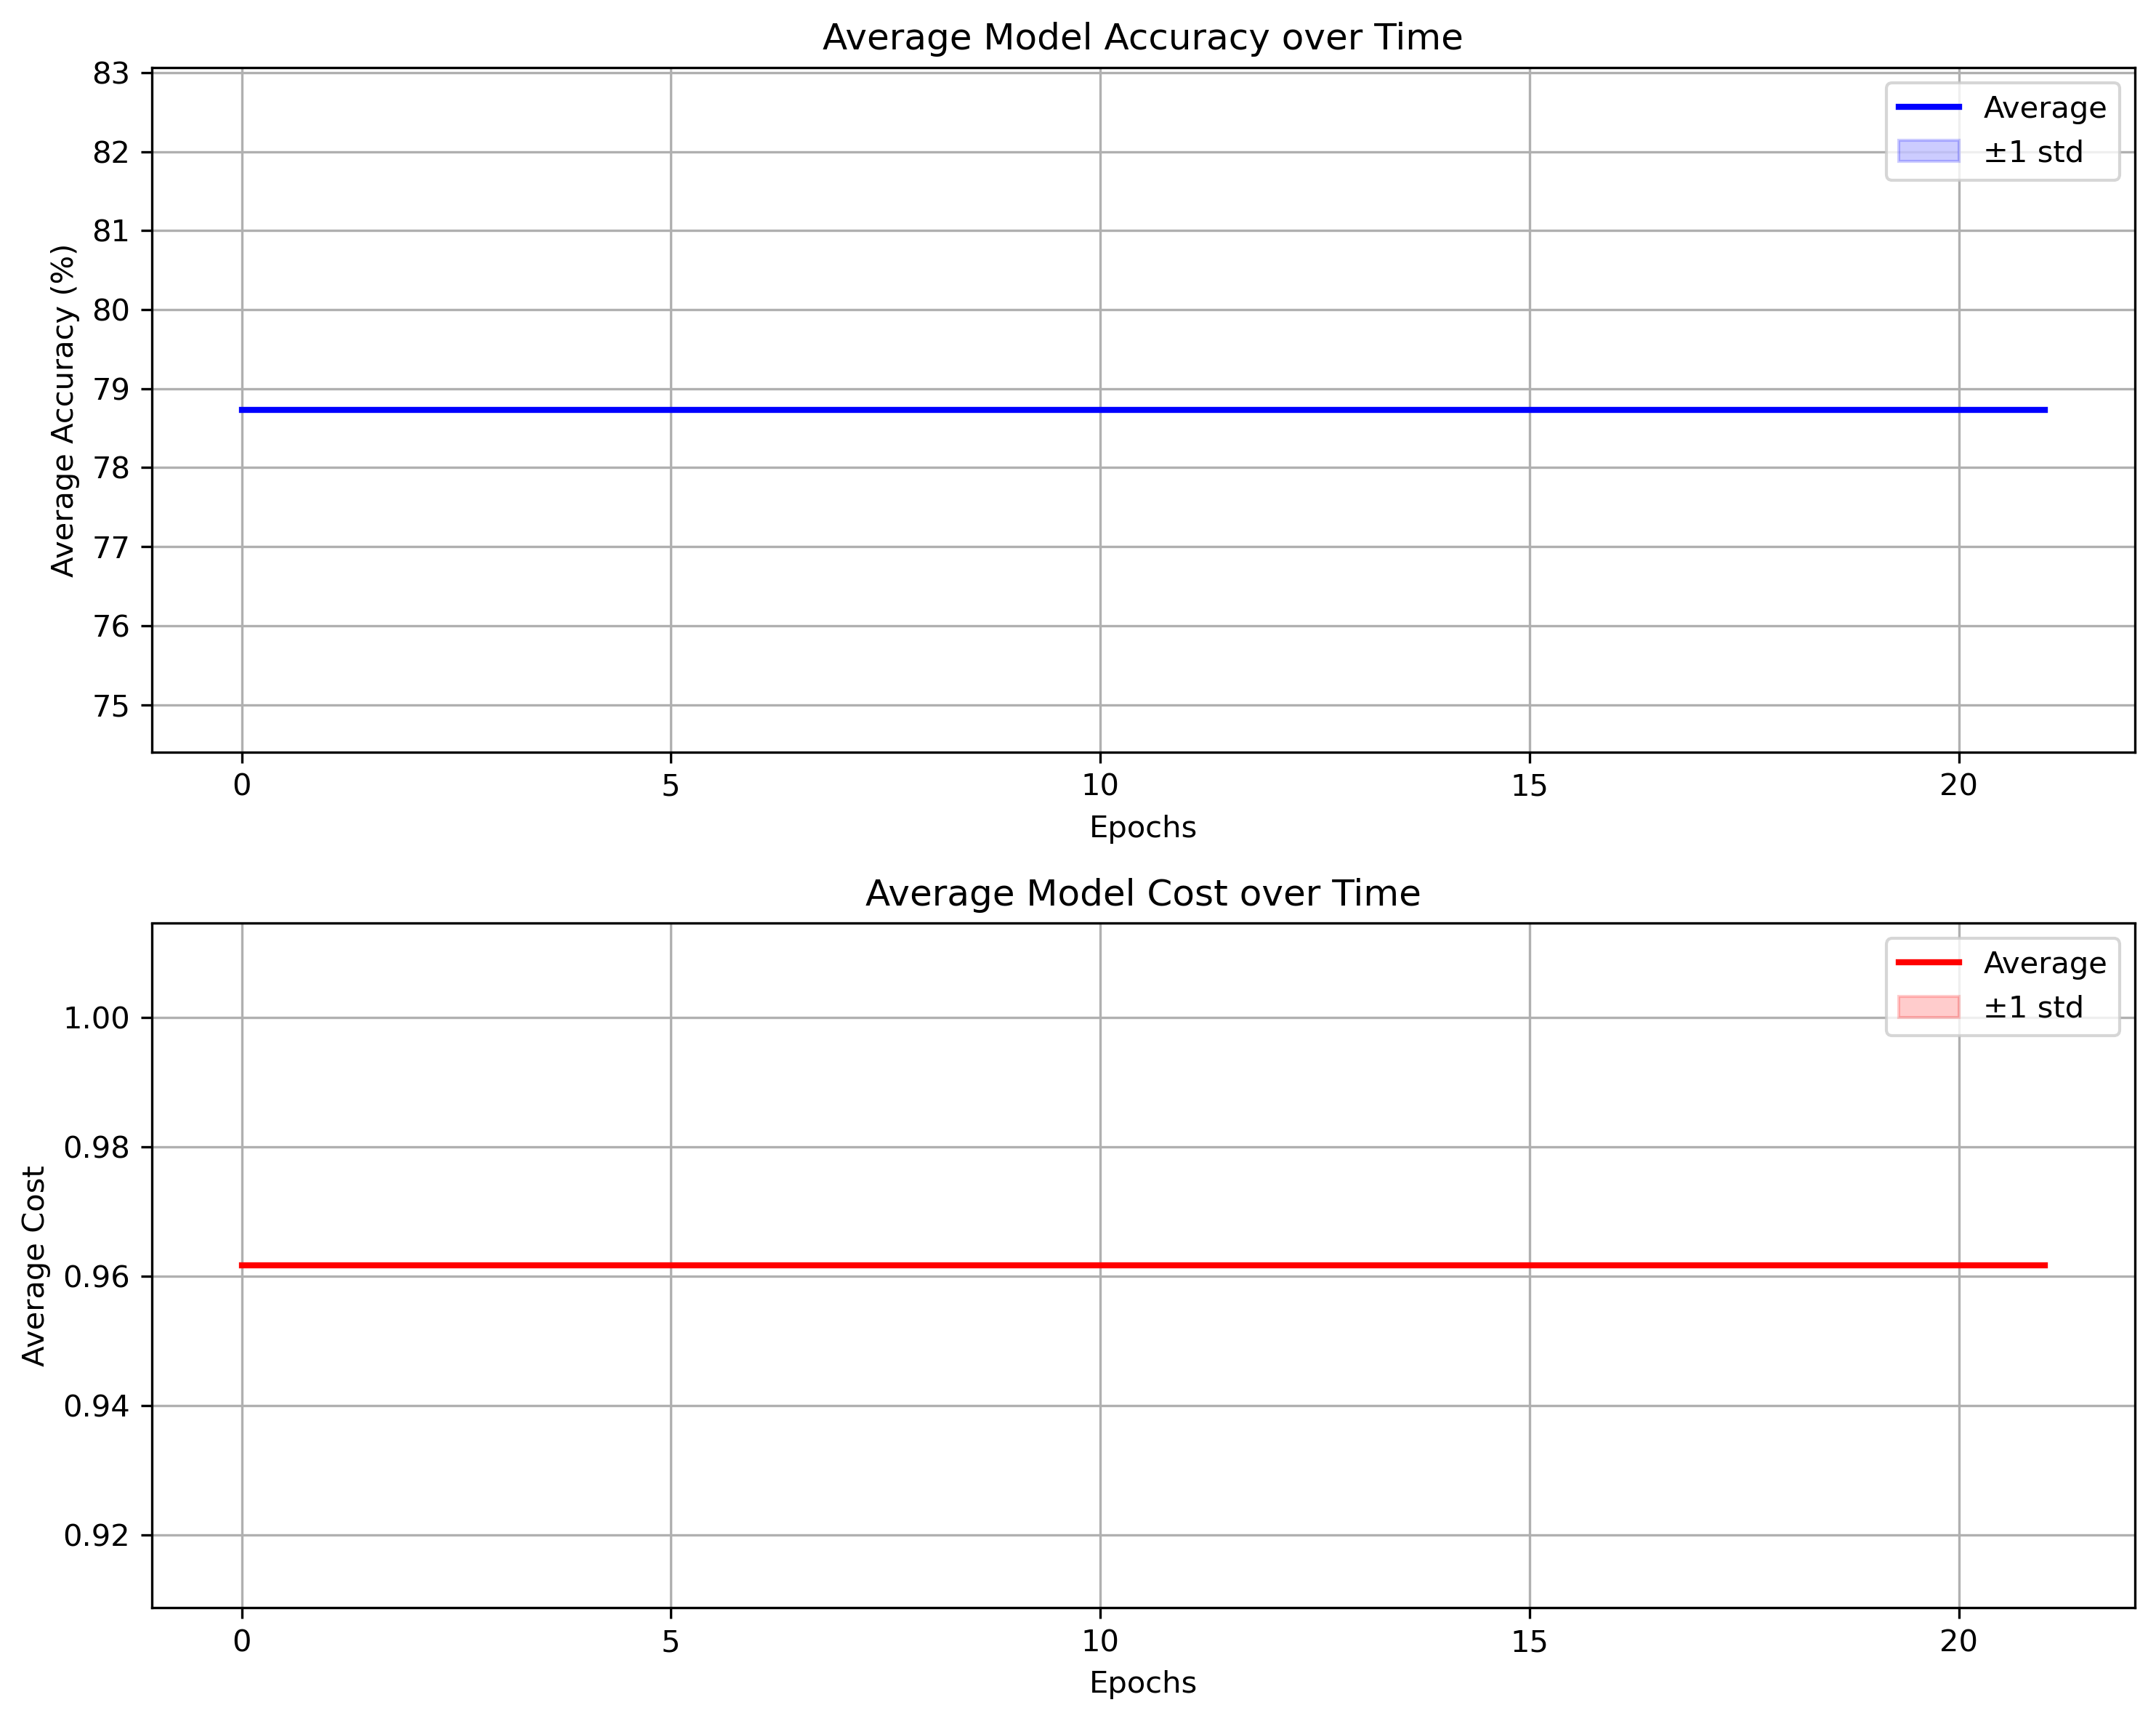 Average Model Accuracy over Time
83
82
81
80
79
78
77
76
75
Average Accuracy (%)
Average
±1 std
0 5 10 15 20
Epochs
Average Model Cost over Time
1.00
0.98
0.96
0.94
0.92
Average Cost
Average
±1 std
0 5 10 15 20
Epochs